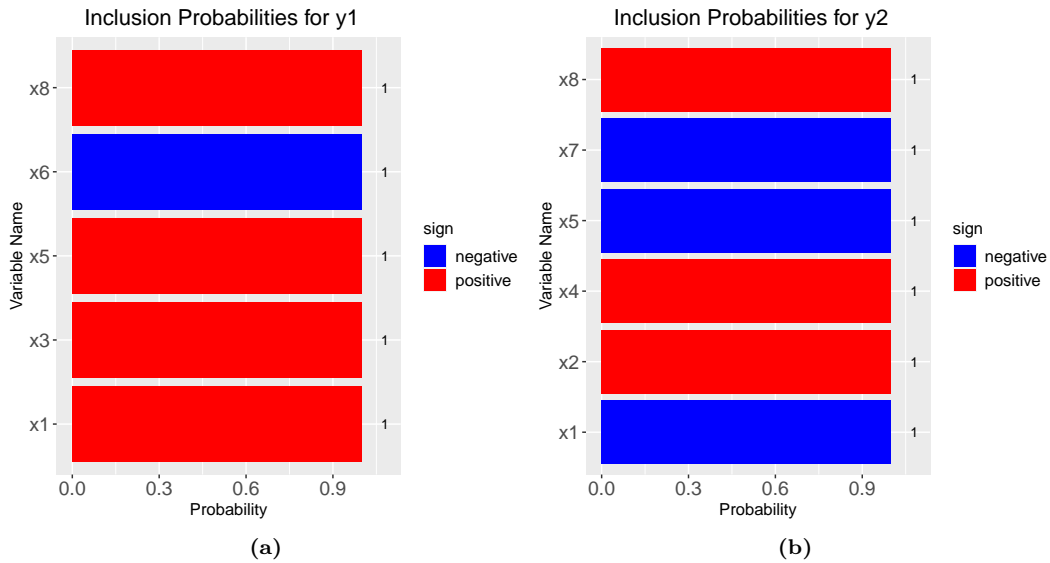 Inclusion Probabilities for y1
x8
1
x6
1
x5
1
x3
1
x1
1
Variable Name
0.0 0.3 0.6 0.9
Probability
sign
negative
positive
(a)
Inclusion Probabilities for y2
x8
1
x7
1
x5
1
x4
1
x2
1
x1
1
Variable Name
0.0 0.3 0.6 0.9
Probability
sign
negative
positive
(b)